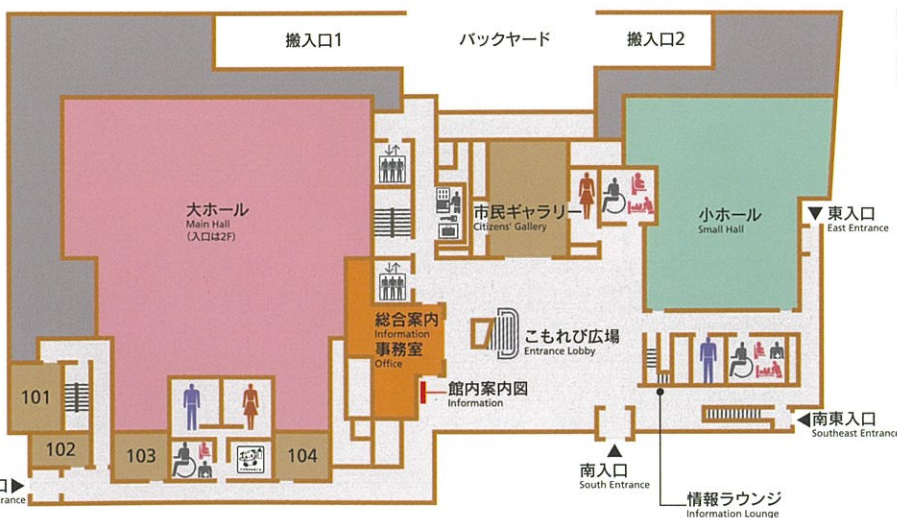 搬入口1
バックヤード
搬入口2
大ホール
Main Hall
(入口は2F)
市民ギャラリー
Citizens' Gallery
小ホール
Small Hall
▼東入口
East Entrance
総合案内
Information
事務室
Office
こもれび広場
Entrance Lobby
館内案内図
Information
101
102
103
104
口▶
▲
南入口
South Entrance
◀南東入口
Southeast Entrance
情報ラウンジ
Information Lounge